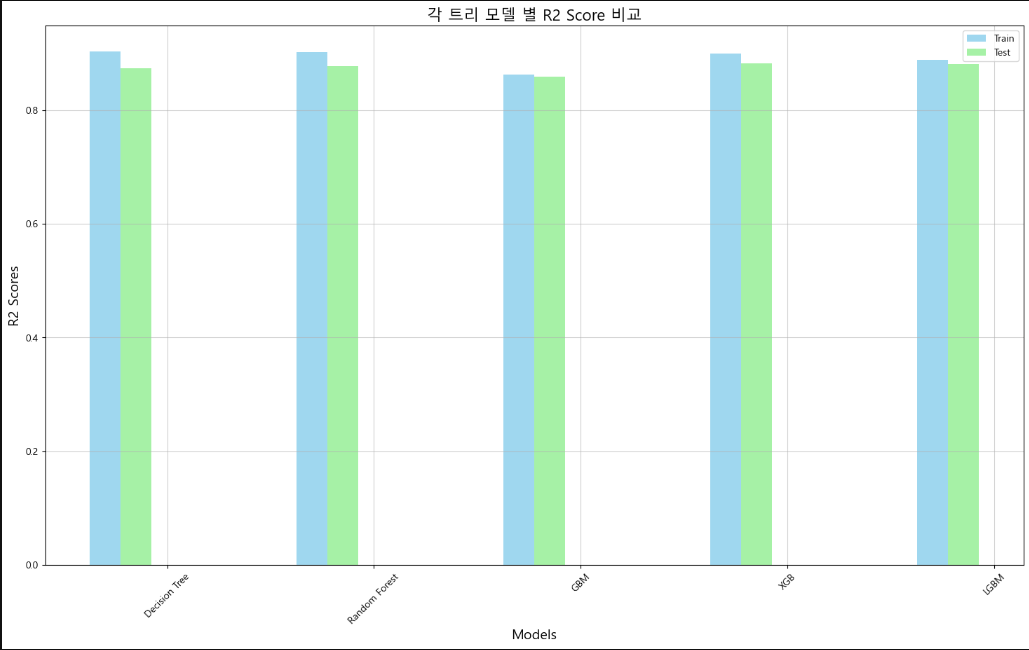 각 트리 모델 별 R2 Score 비교
Train
Test
R2 Scores
0.8
0.6
0.4
0.2
0.0
Decision Tree
Random Forest
GBM
XGB
LGBM
Models